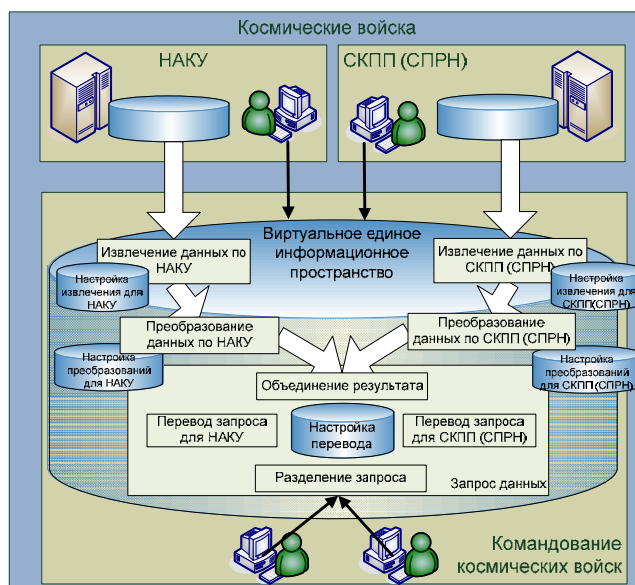 Космические войска
НАКУ
СКПП (СПРН)
Виртуальное единое
информационное
пространство
Извлечение данных по
НАКУ
Извлечение данных по
СКПП (СПРН)
Настройка
извлечения для
НАКУ
Настройка
извлечения для
СКПП(СПРН)
Преобразование
данных по НАКУ
Преобразование
данных по СКПП (СПРН)
Настройка
преобразований
для НАКУ
Настройка
преобразований
для СКПП(СПРН)
Объединение результата
Перевод запроса
для НАКУ
Настройка
перевода
Перевод запроса
для СКПП (СПРН)
Разделение запроса
Запрос данных
Командование
космических войск